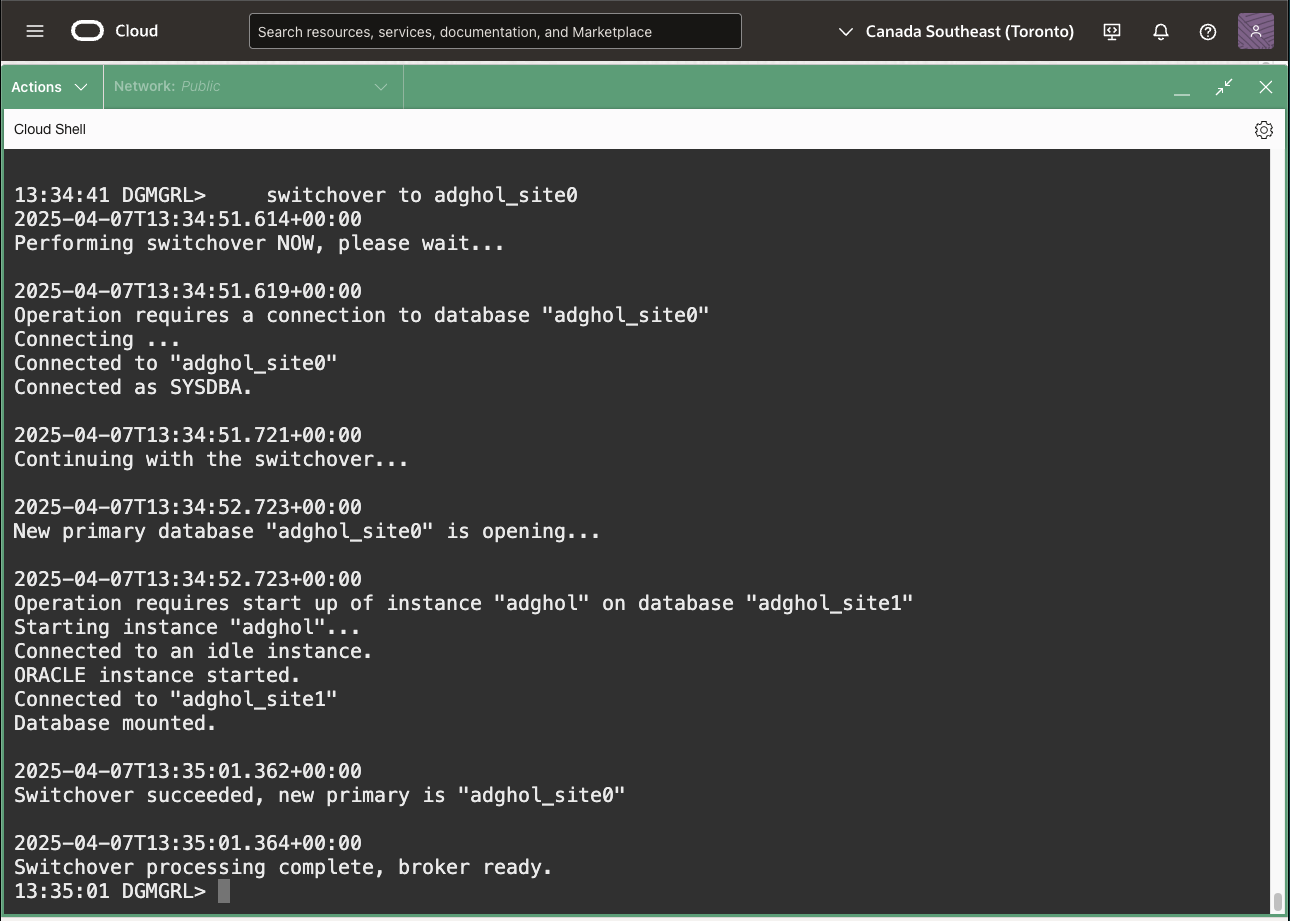 Cloud
Search resources, services, documentation, and Marketplace
Canada Southeast (Toronto)
Actions
Network: Public
Cloud Shell
13:34:41 DGMGRL>     switchover to adghol_site0
2025-04-07T13:34:51.614+00:00
Performing switchover NOW, please wait...
2025-04-07T13:34:51.619+00:00
Operation requires a connection to database "adghol_site0"
Connecting ...
Connected to "adghol_site0"
Connected as SYSDBA.
2025-04-07T13:34:51.721+00:00
Continuing with the switchover...
2025-04-07T13:34:52.723+00:00
New primary database "adghol_site0" is opening...
2025-04-07T13:34:52.723+00:00
Operation requires start up of instance "adghol" on database "adghol_site1"
Starting instance "adghol"...
Connected to an idle instance.
ORACLE instance started.
Connected to "adghol_site1"
Database mounted.
2025-04-07T13:35:01.362+00:00
Switchover succeeded, new primary is "adghol_site0"
2025-04-07T13:35:01.364+00:00
Switchover processing complete, broker ready.
13:35:01 DGMGRL>